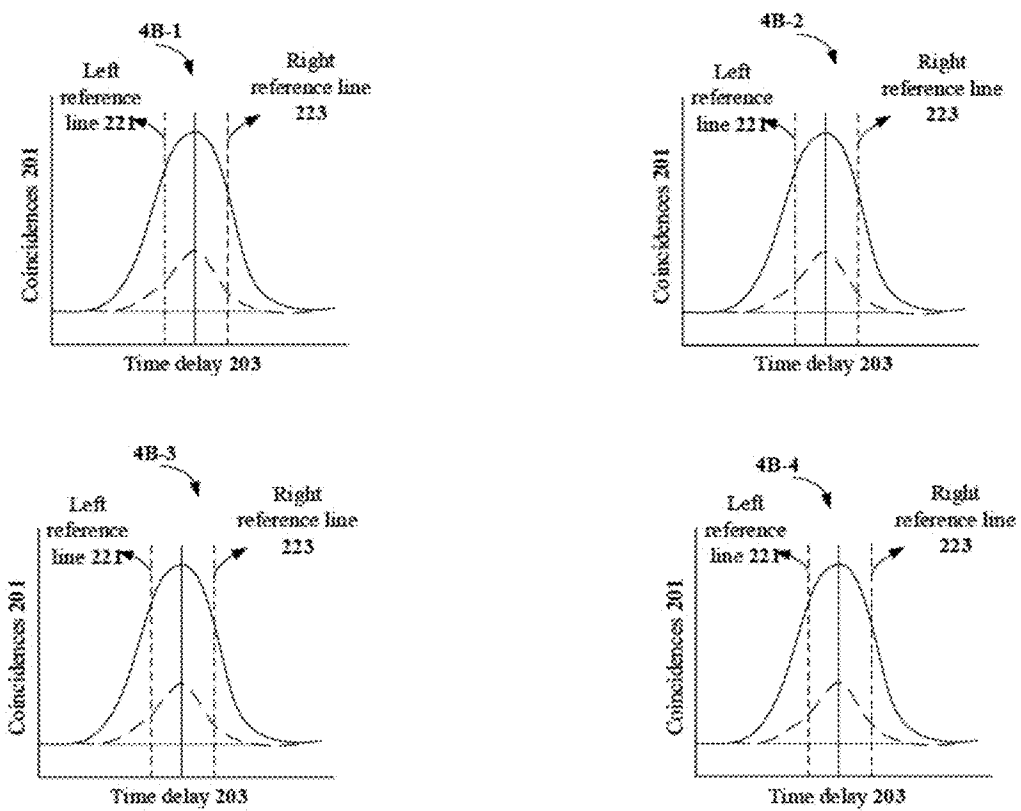 4B-1
Left
reference
line 221
Right
reference line
223
Coincidences 201
Time delay 203
4B-2
Left
reference
line 221
Right
reference line
223
Coincidences 201
Time delay 203
4B-3
Left
reference
line 221
Right
reference line
223
Coincidences 201
Time delay 203
4B-4
Left
reference
line 221
Right
reference line
223
Coincidences 201
Time delay 203